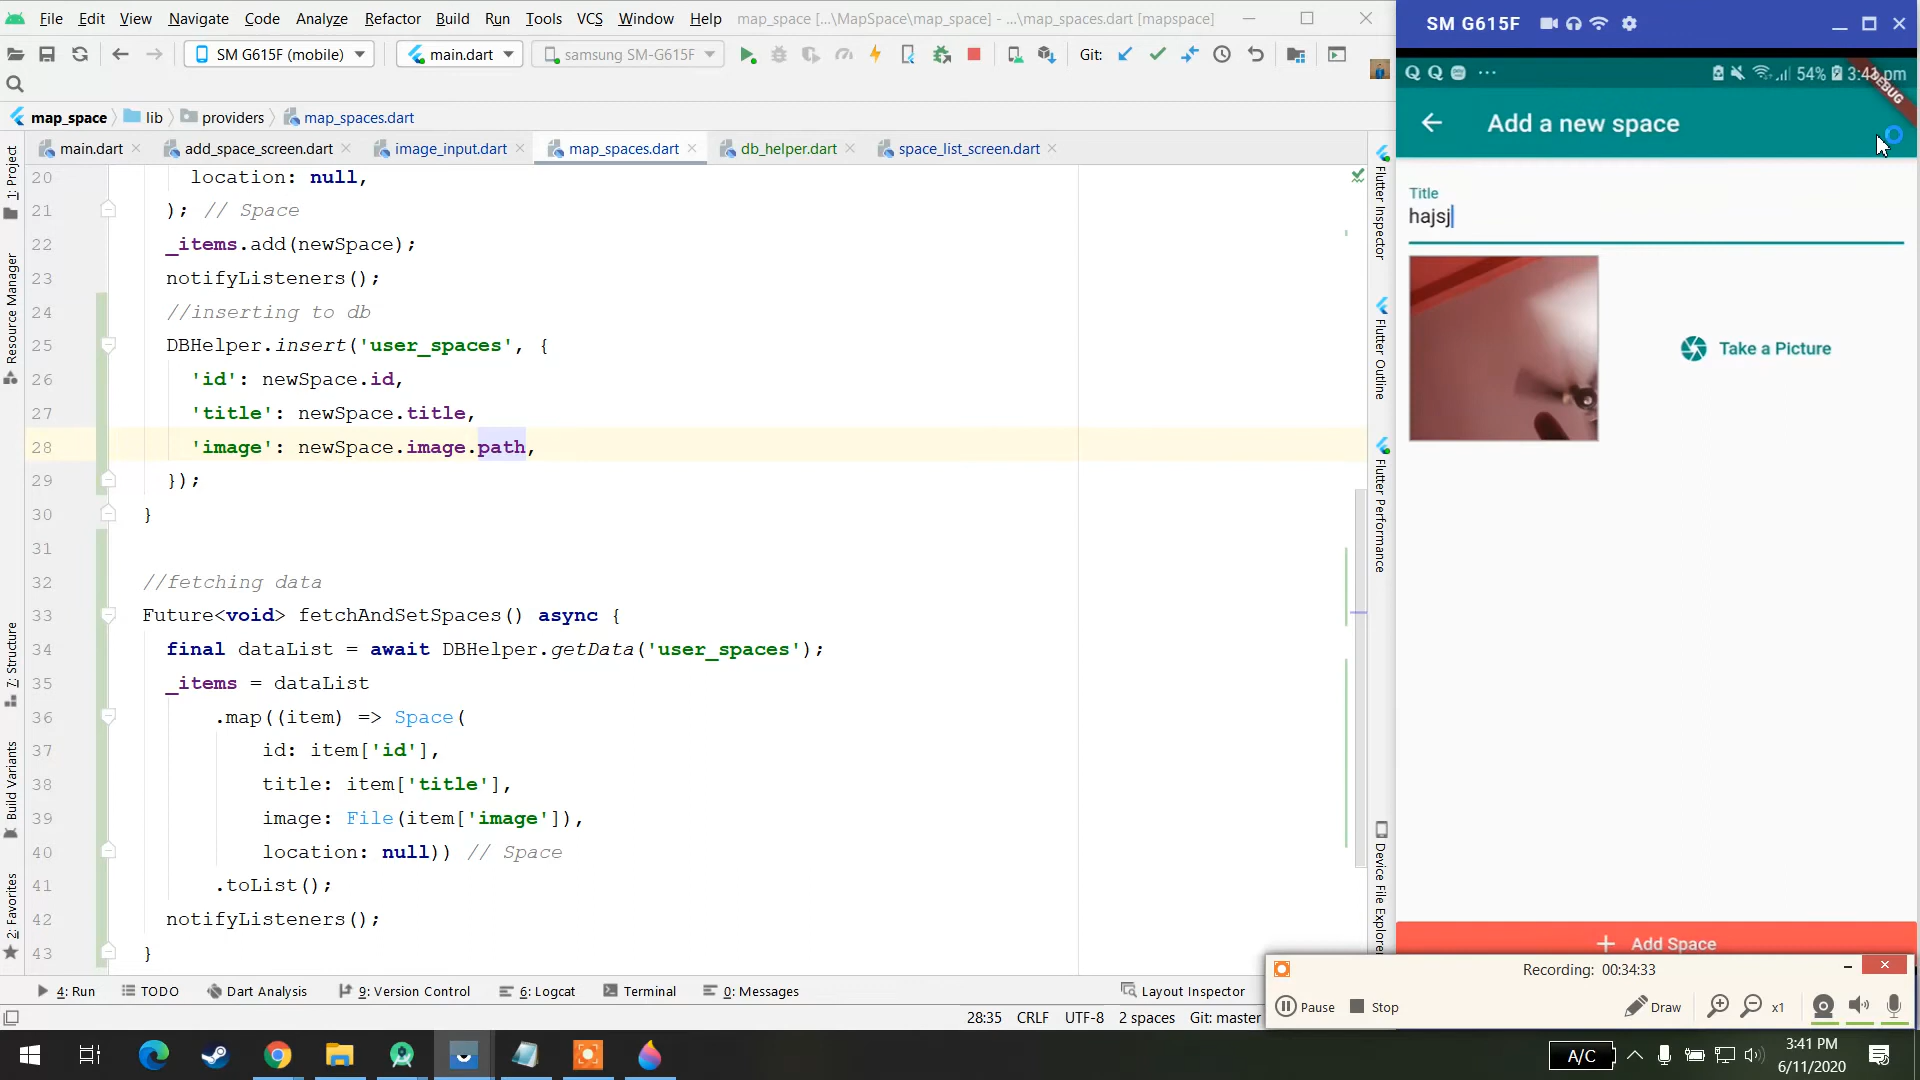 File Edit View Navigate Code Analyze Refactor Build Run Tools VCS Window Help map_space [...\MapSpace\map_space] - ...\map_spaces.dart [mapspace]
SM G615F (mobile) main.dart samsung SM-G615F Git:
map_space lib providers map_spaces.dart
main.dart add_space_screen.dart image_input.dart map_spaces.dart db_helper.dart space_list_screen.dart
20 location: null,
21 ); // Space
22 _items.add(newSpace);
23 notifyListeners();
24 //inserting to db
25 DBHelper.insert('user_spaces', {
26 'id': newSpace.id,
27 'title': newSpace.title,
28 'image': newSpace.image.path,
29 });
30 }
31
32 //fetching data
33 Future<void> fetchAndSetSpaces() async {
34 final dataList = await DBHelper.getData('user_spaces');
35 _items = dataList
36 .map((item) => Space(
37 id: item['id'],
38 title: item['title'],
39 image: File(item['image']),
40 location: null)) // Space
41 .toList();
42 notifyListeners();
43 }
1: Project
Resource Manager
7: Structure
Build Variants
2: Favorites
Flutter Inspector
Flutter Outline
Flutter Performance
Device File Explorer
4: Run TODO Dart Analysis 9: Version Control 6: Logcat Terminal 0: Messages Layout Inspector
28:35 CRLF UTF-8 2 spaces Git: master
SM G615F
54% 3:41 pm
DEBUG
Add a new space
Title
hajsj
Take a Picture
Add Space
Recording: 00:34:33
Pause Stop Draw x1
A/C
3:41 PM
6/11/2020